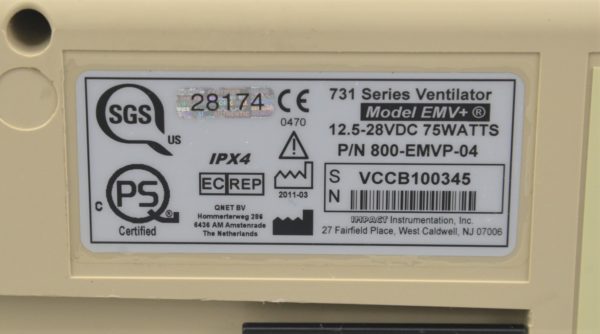 SGS
US
28174
CE
0470
731 Series Ventilator
Model EMV+ ®
12.5-28VDC 75WATTS
P/N 800-EMVP-04
IPX4
EC REP
2011-03
SN VCCB100345
C
PS
®
Certified
QNET BV
Hommerterweg 286
6436 AM Amstenrade
The Netherlands
IMPACT Instrumentation, Inc.
27 Fairfield Place, West Caldwell, NJ 07006